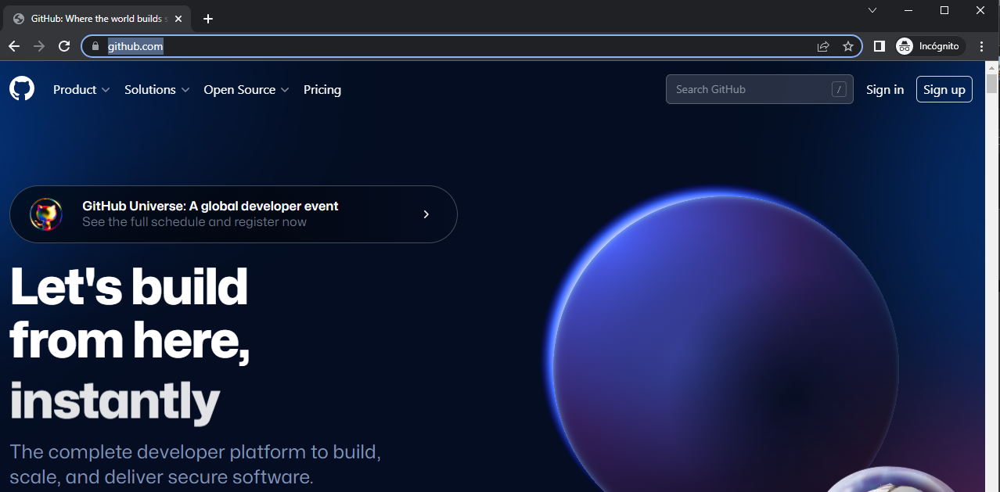 GitHub: Where the world builds s
github.com
Incógnito
Product
Solutions
Open Source
Pricing
Search GitHub
/
Sign in
Sign up
GitHub Universe: A global developer event
See the full schedule and register now
Let's build
from here,
instantly
The complete developer platform to build,
scale, and deliver secure software.